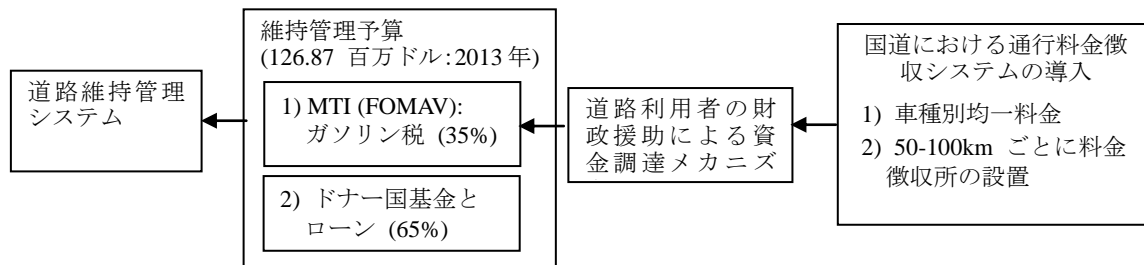 道路維持管理
システム
維持管理予算
(126.87 百万ドル:2013年)
1) MTI (FOMAV):
ガソリン税 (35%)
2) ドナー国基金と
ローン (65%)
道路利用者の財
政援助による資
金調達メカニズ
国道における通行料金徴
収システムの導入
1) 車種別均一料金
2) 50-100km ごとに料金
徴収所の設置